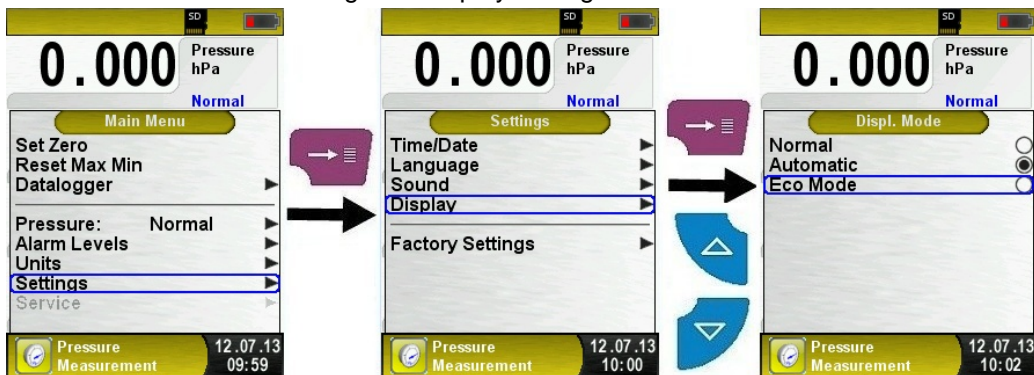 SD
0.000 Pressure
hPa
Normal
Main Menu
Set Zero
Reset Max Min
Datalogger
Pressure: Normal
Alarm Levels
Units
Settings
Service
Pressure 12.07.13
Measurement 09:59
SD
0.000 Pressure
hPa
Normal
Settings
Time/Date
Language
Sound
Display
Factory Settings
Pressure 12.07.13
Measurement 10:00
SD
0.000 Pressure
hPa
Normal
Displ. Mode
Normal
Automatic
Eco Mode
Pressure 12.07.13
Measurement 10:02